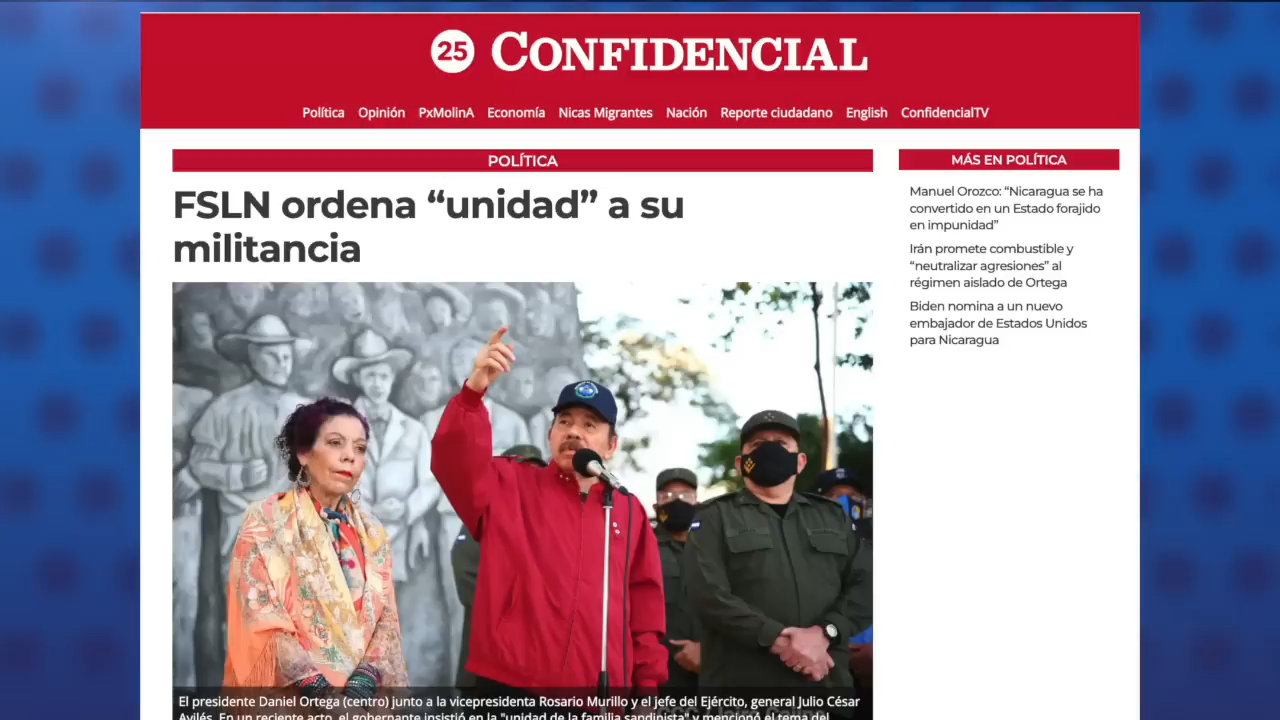 25 CONFIDENCIAL
Política Opinión PxMolinA Economía Nicas Migrantes Nación Reporte ciudadano English ConfidencialTV
POLÍTICA
FSLN ordena “unidad” a su
militancia
El presidente Daniel Ortega (centro) junto a la vicepresidenta Rosario Murillo y el jefe del Ejército, general Julio César
Avilés. En un reciente acto, el gobernante insistió en la "unidad de la familia sandinista" y mencionó el tema del
MÁS EN POLÍTICA
Manuel Orozco: “Nicaragua se ha
convertido en un Estado forajido
en impunidad”
Irán promete combustible y
“neutralizar agresiones” al
régimen aislado de Ortega
Biden nomina a un nuevo
embajador de Estados Unidos
para Nicaragua